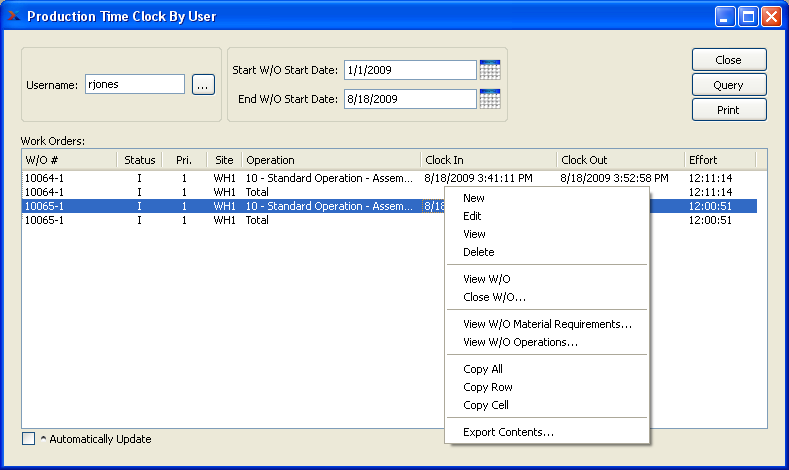 Production Time Clock By User
Username: rjones ...
Start W/O Start Date: 1/1/2009
End W/O Start Date: 8/18/2009
Close
Query
Print
Work Orders:
W/O # Status Pri. Site Operation Clock In Clock Out Effort
10064-1 I 1 WH1 10 - Standard Operation - Assem... 8/18/2009 3:41:11 PM 8/18/2009 3:52:58 PM 12:11:14
10064-1 I 1 WH1 Total 12:11:14
10065-1 I 1 WH1 10 - Standard Operation - Assem... 8/18 12:00:51
10065-1 I 1 WH1 Total 12:00:51
New
Edit
View
Delete
View W/O
Close W/O...
View W/O Material Requirements...
View W/O Operations...
Copy All
Copy Row
Copy Cell
Export Contents...
^ Automatically Update